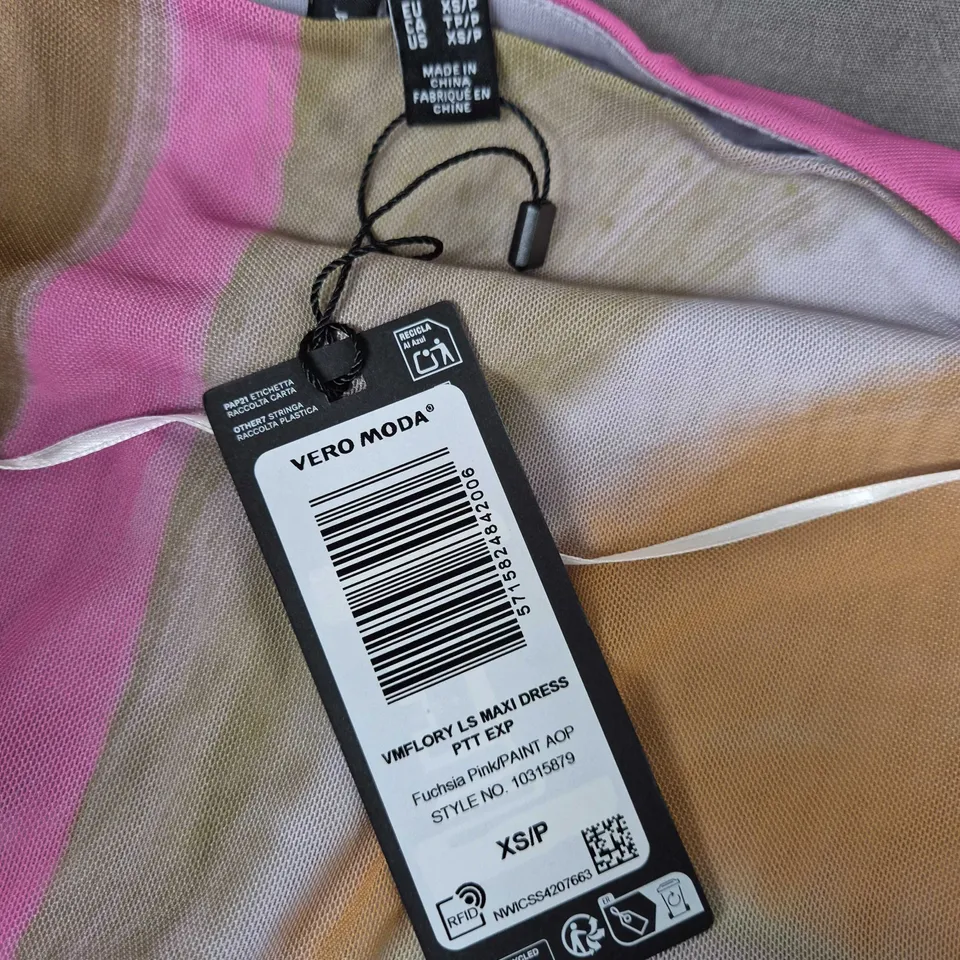 EU XS/P
CA TP/P
US XS/P
MADE IN
CHINA
FABRIQUÉ EN
CHINE
RECICLA
Al Azul
PAP21 ETICHETTA
RACCOLTA CARTA
OTHER7 STRINGA
RACCOLTA PLASTICA
VERO MODA®
5715824842006
VMFLORY LS MAXI DRESS
PTT EXP
Fuchsia Pink/PAINT AOP
STYLE NO. 10315879
XS/P
RFID
NWICSS4207663